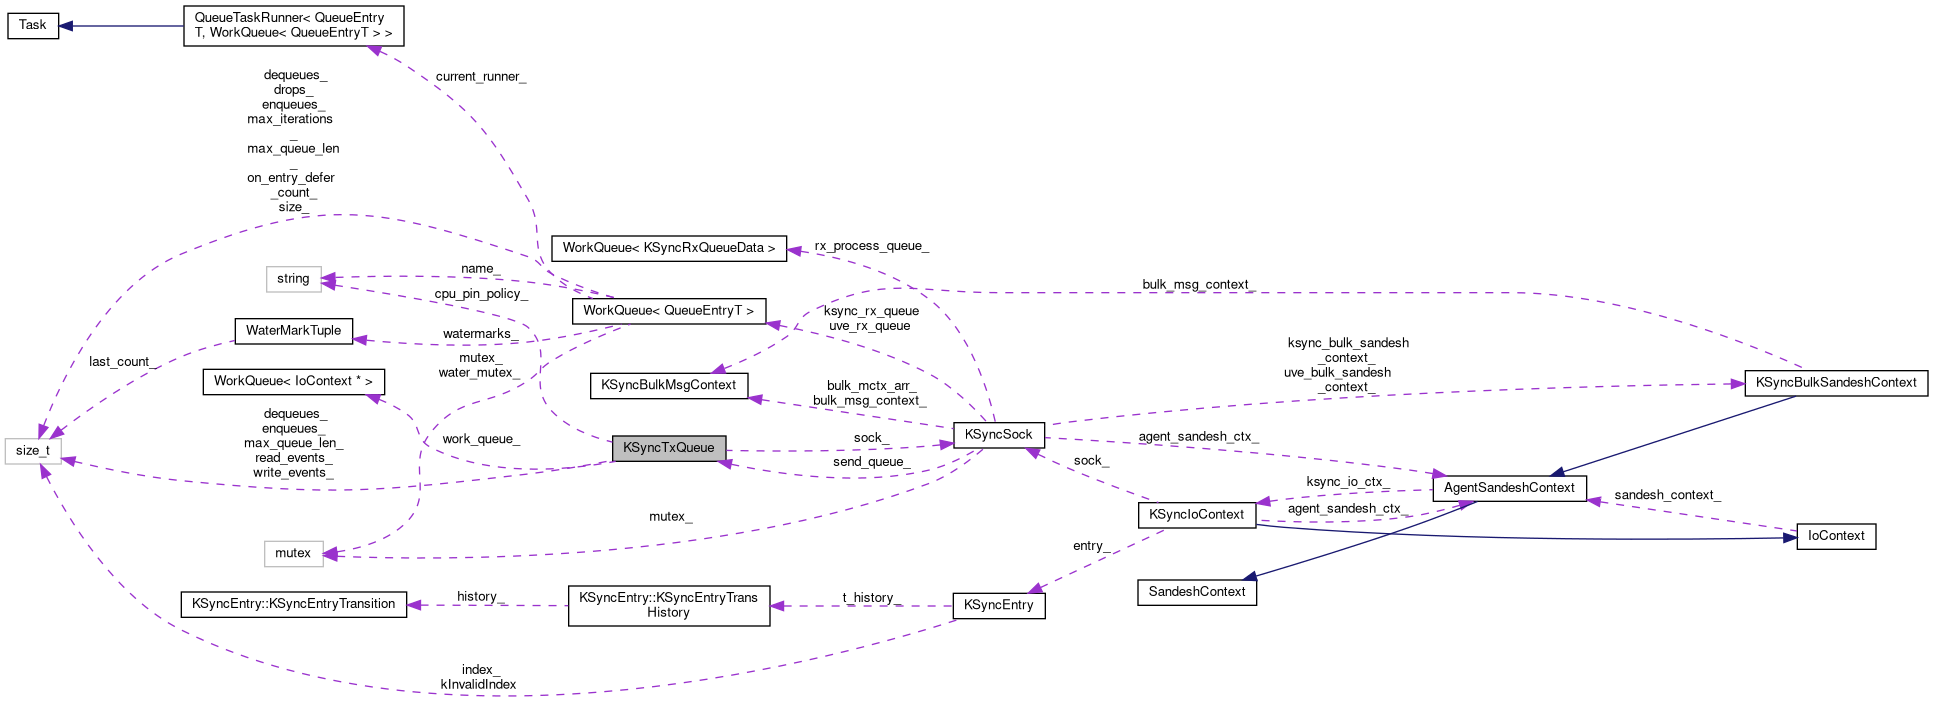 Task
QueueTaskRunner< QueueEntry
T, WorkQueue< QueueEntryT > >
current_runner_
dequeues_
drops_
enqueues_
max_iterations
_
max_queue_len
_
on_entry_defer
_count_
size_
WorkQueue< KSyncRxQueueData >
rx_process_queue_
string
name_
cpu_pin_policy_
WorkQueue< QueueEntryT >
bulk_msg_context_
ksync_rx_queue
uve_rx_queue
WaterMarkTuple
watermarks_
last_count_
mutex_
water_mutex_
WorkQueue< IoContext * >
KSyncBulkMsgContext
bulk_mctx_arr_
bulk_msg_context_
ksync_bulk_sandesh
_context_
uve_bulk_sandesh
_context_
KSyncBulkSandeshContext
size_t
dequeues_
enqueues_
max_queue_len_
read_events_
write_events_
work_queue_
KSyncTxQueue
sock_
send_queue_
KSyncSock
agent_sandesh_ctx_
sock_
ksync_io_ctx_
agent_sandesh_ctx_
AgentSandeshContext
sandesh_context_
KSyncIoContext
IoContext
mutex_
mutex
entry_
SandeshContext
KSyncEntry::KSyncEntryTransition
history_
KSyncEntry::KSyncEntryTrans
History
t_history_
KSyncEntry
index_
kInvalidIndex